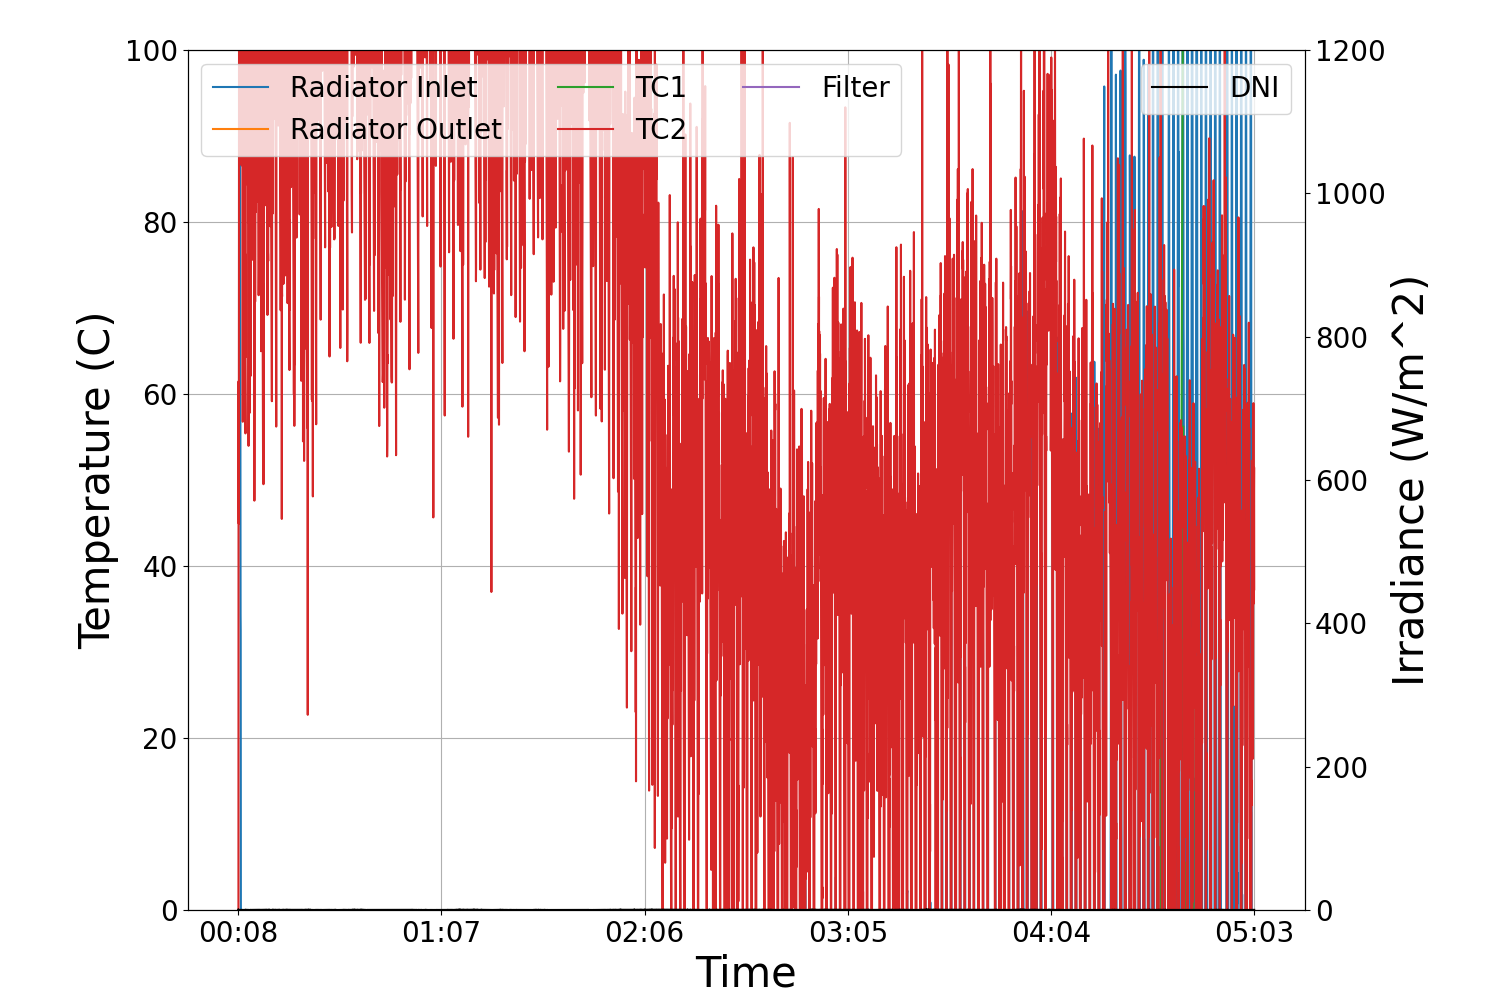 100
80
60
40
20
0
Temperature (C)
Radiator Inlet
Radiator Outlet
TC1
TC2
Filter
DNI
1200
1000
800
600
400
200
0
Irradiance (W/m^2)
00:08
01:07
02:06
03:05
04:04
05:03
Time